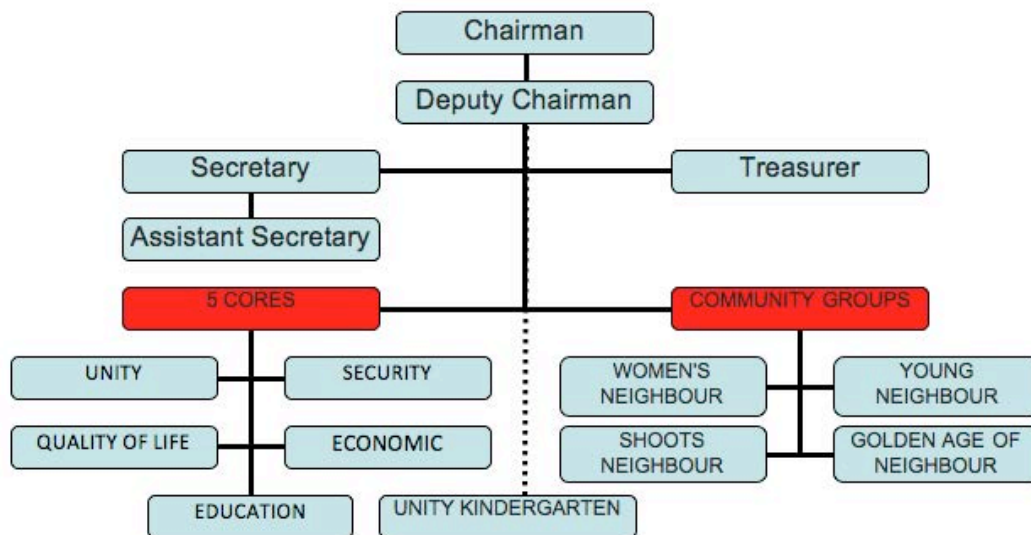 Chairman
Deputy Chairman
Secretary
Treasurer
Assistant Secretary
5 CORES
COMMUNITY GROUPS
UNITY
SECURITY
WOMEN'S
NEIGHBOUR
YOUNG
NEIGHBOUR
QUALITY OF LIFE
ECONOMIC
SHOOTS
NEIGHBOUR
GOLDEN AGE OF
NEIGHBOUR
EDUCATION
UNITY KINDERGARTEN